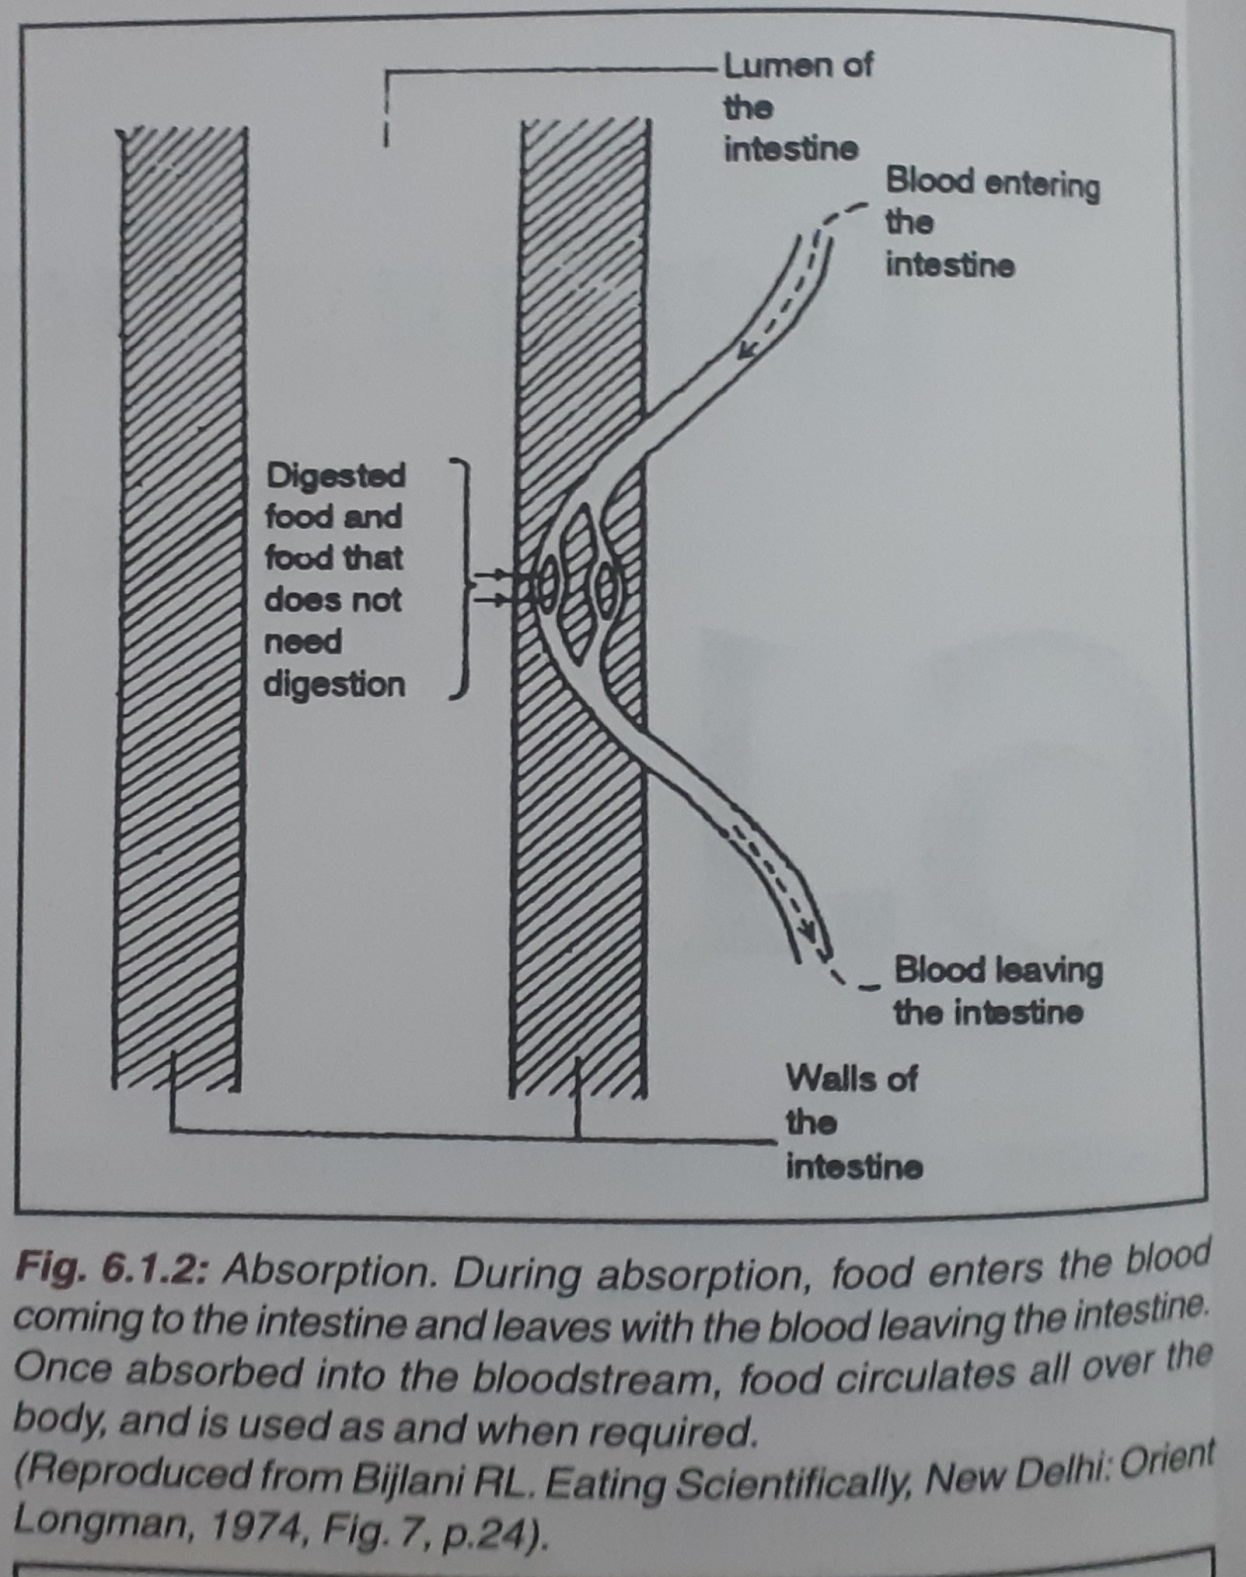 Lumen of
the
intestine
Blood entering
the
intestine
Digested
food and
food that
does not
need
digestion
Blood leaving
the intestine
Walls of
the
intestine
Fig. 6.1.2: Absorption. During absorption, food enters the blood
coming to the intestine and leaves with the blood leaving the intestine.
Once absorbed into the bloodstream, food circulates all over the
body, and is used as and when required.
(Reproduced from Bijlani RL. Eating Scientifically, New Delhi: Orient
Longman, 1974, Fig. 7, p.24).